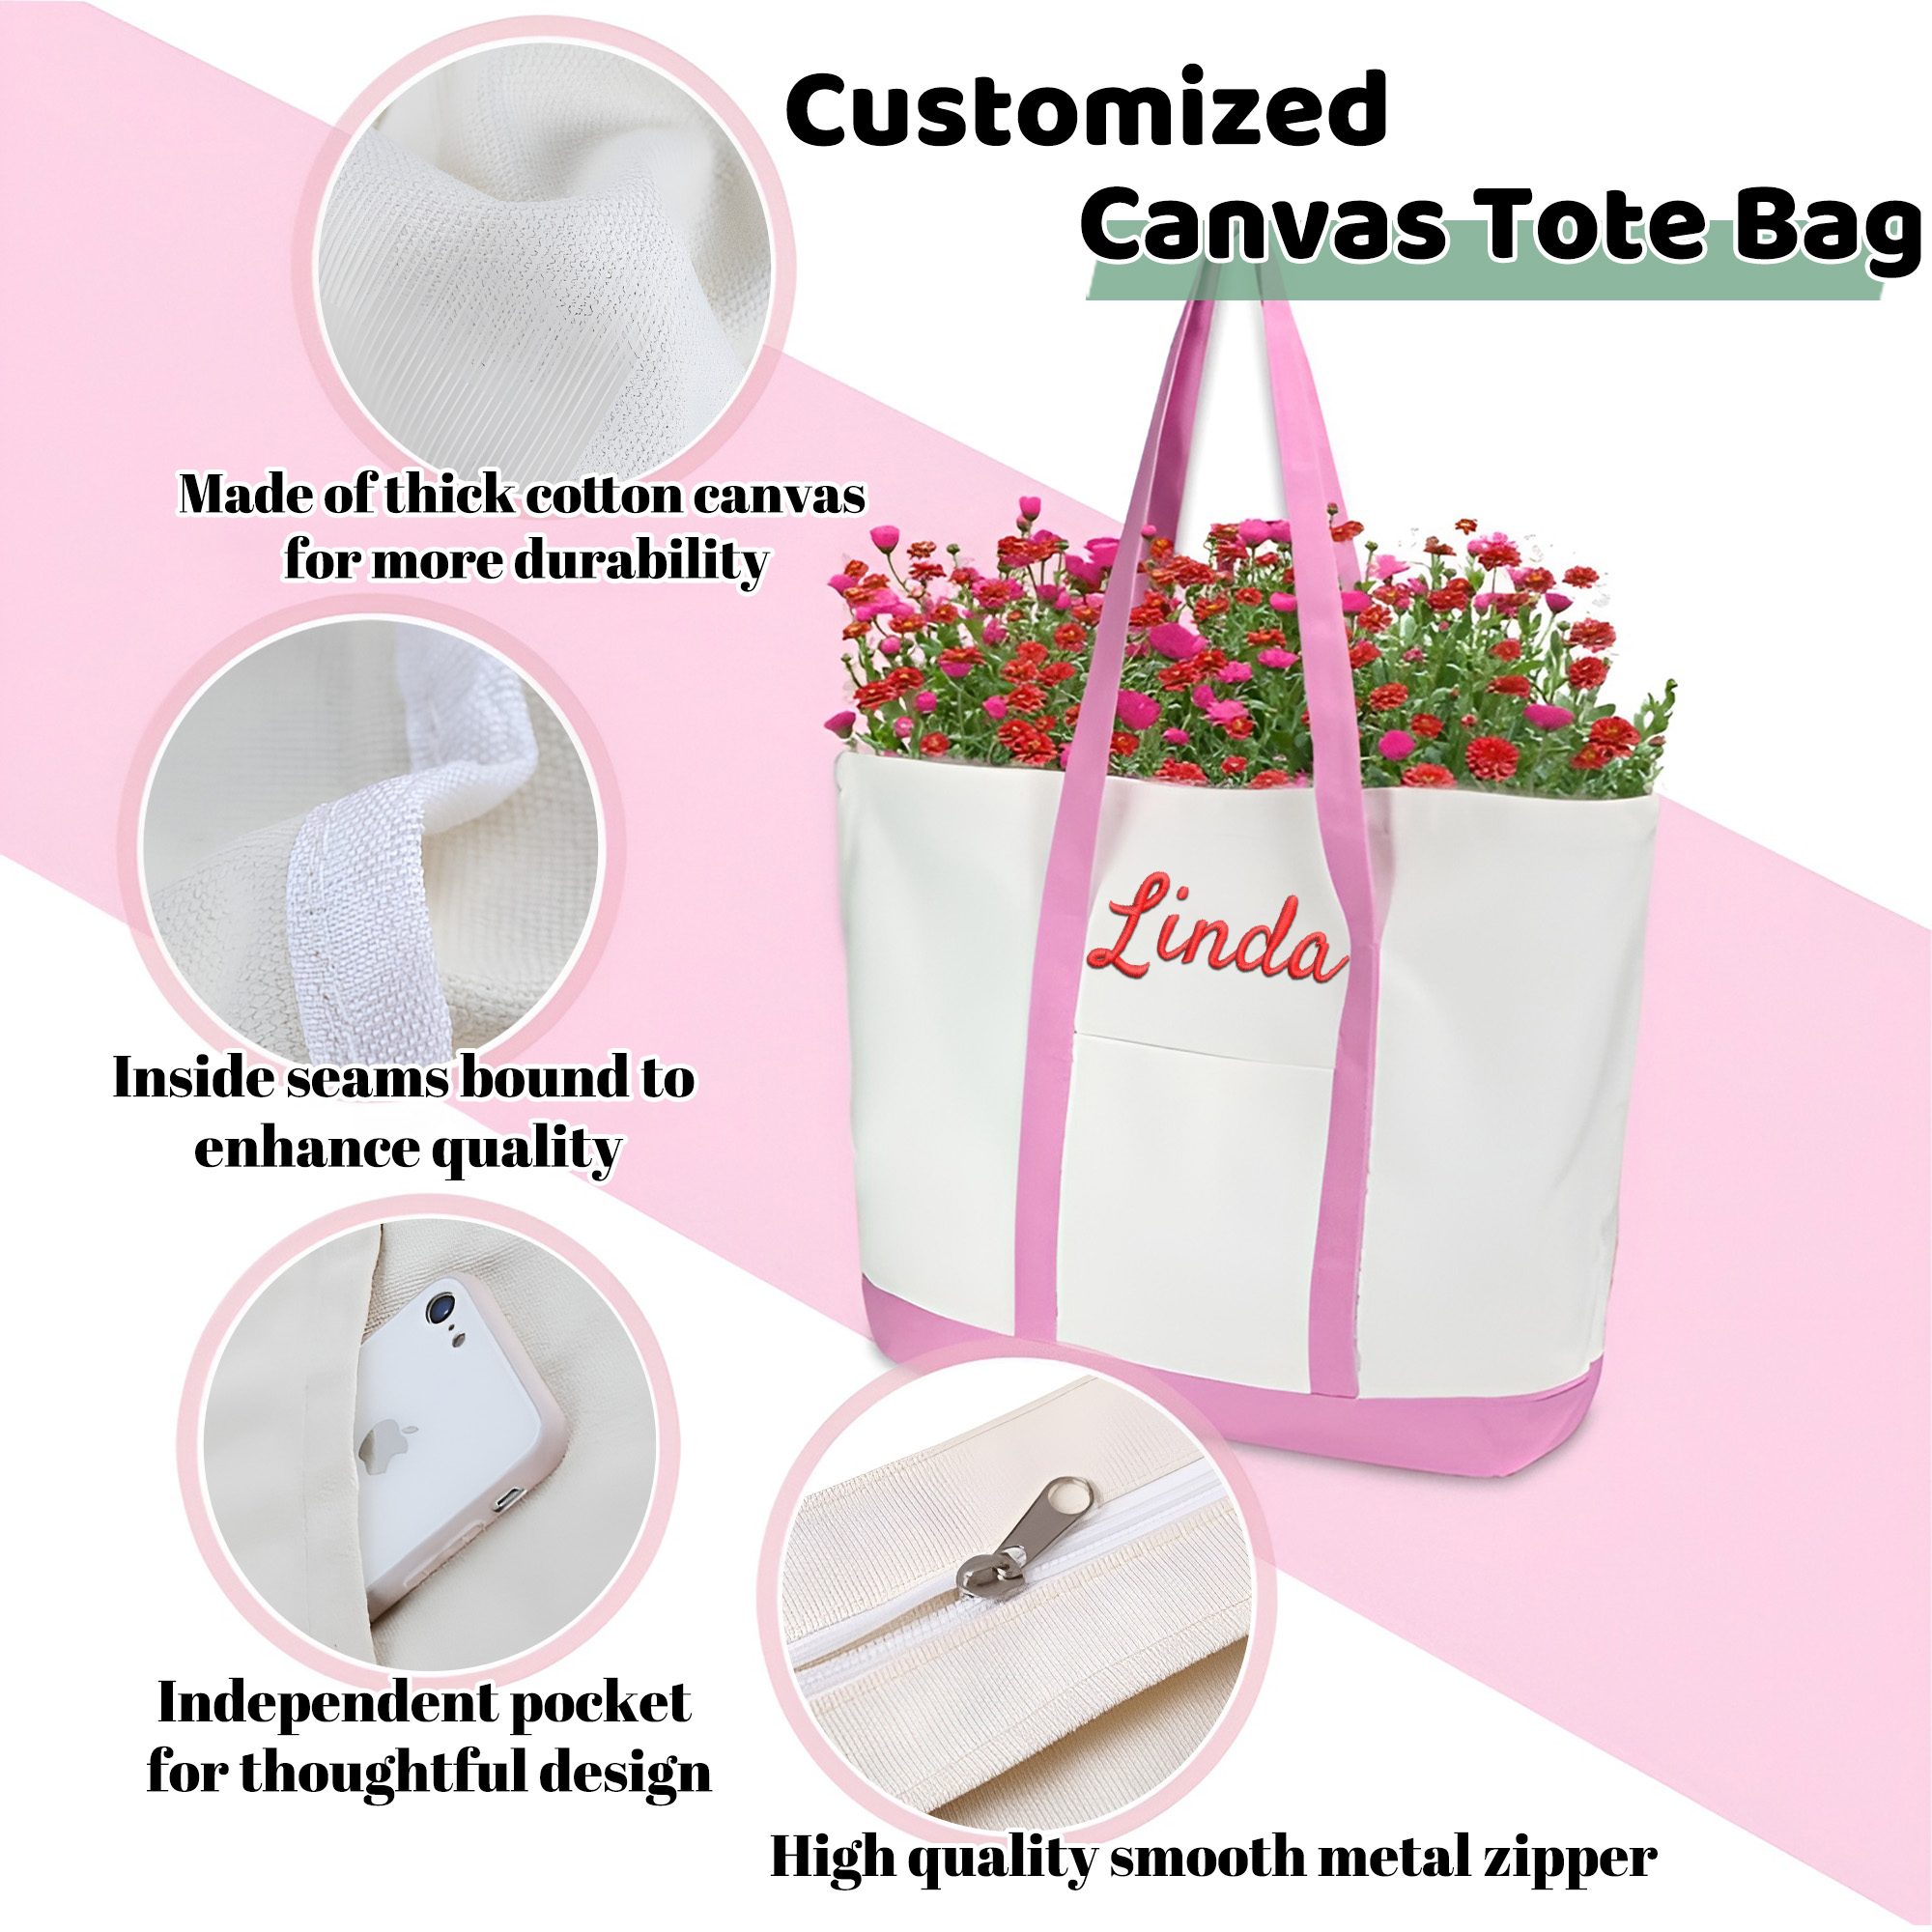 Customized
Canvas Tote Bag
Made of thick cotton canvas
for more durability
Linda
Inside seams bound to
enhance quality
Independent pocket
for thoughtful design
High quality smooth metal zipper